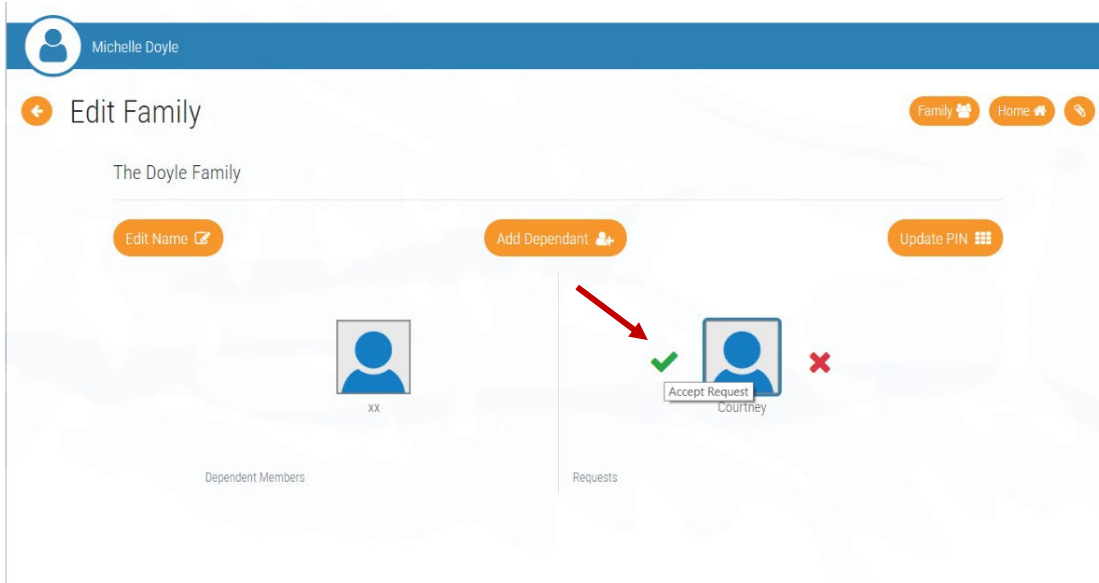 Michelle Doyle
Edit Family
Family
Home
The Doyle Family
Edit Name
Add Dependant
Update PIN
xx
Accept Request
Courtney
Dependent Members
Requests